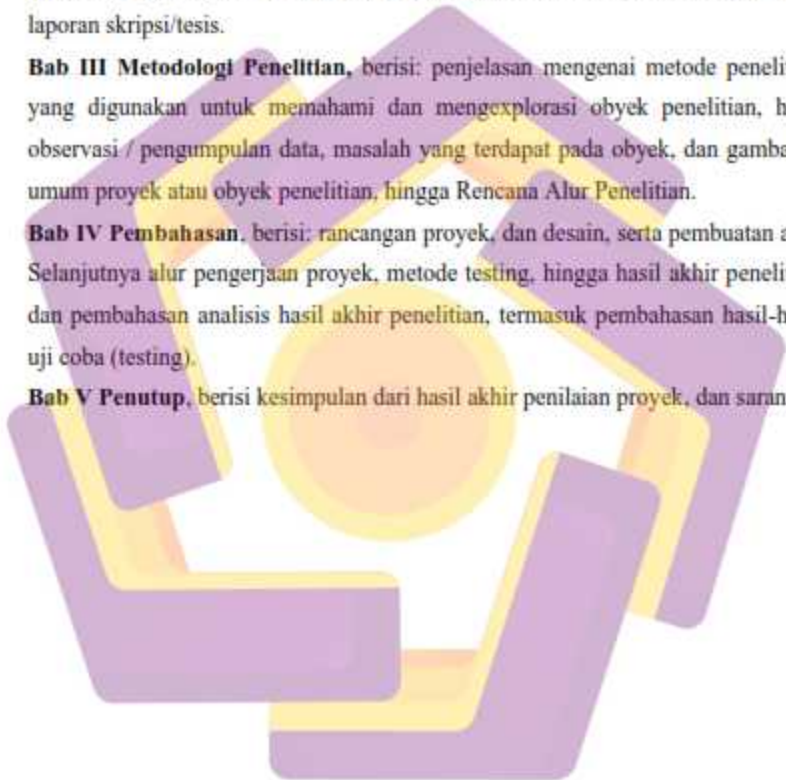 laporan skripsi/tesis.
Bab III Metodologi Penelitian, berisi: penjelasan mengenai metode penelit
yang digunakan untuk memahami dan mengexplorasi obyek penelitian, h
observasi / pengumpulan data, masalah yang terdapat pada obyek, dan gamba
umum proyek atau obyek penelitian, hingga Rencana Alur Penelitian.
Bab IV Pembahasan, berisi: rancangan proyek, dan desain, serta pembuatan a
Selanjutnya alur pengerjaan proyek, metode testing, hingga hasil akhir penelit
dan pembahasan analisis hasil akhir penelitian, termasuk pembahasan hasil-h
uji coba (testing).
Bab V Penutup, berisi kesimpulan dari hasil akhir penilaian proyek, dan saran